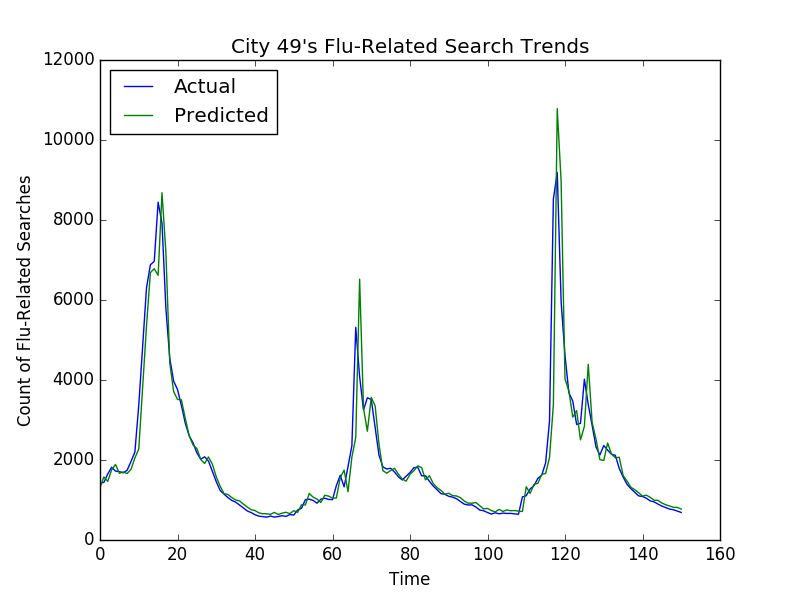 City 49's Flu-Related Search Trends
12000
10000
8000
6000
4000
2000
0
Actual
Predicted
Count of Flu-Related Searches
0 20 40 60 80 100 120 140 160
Time